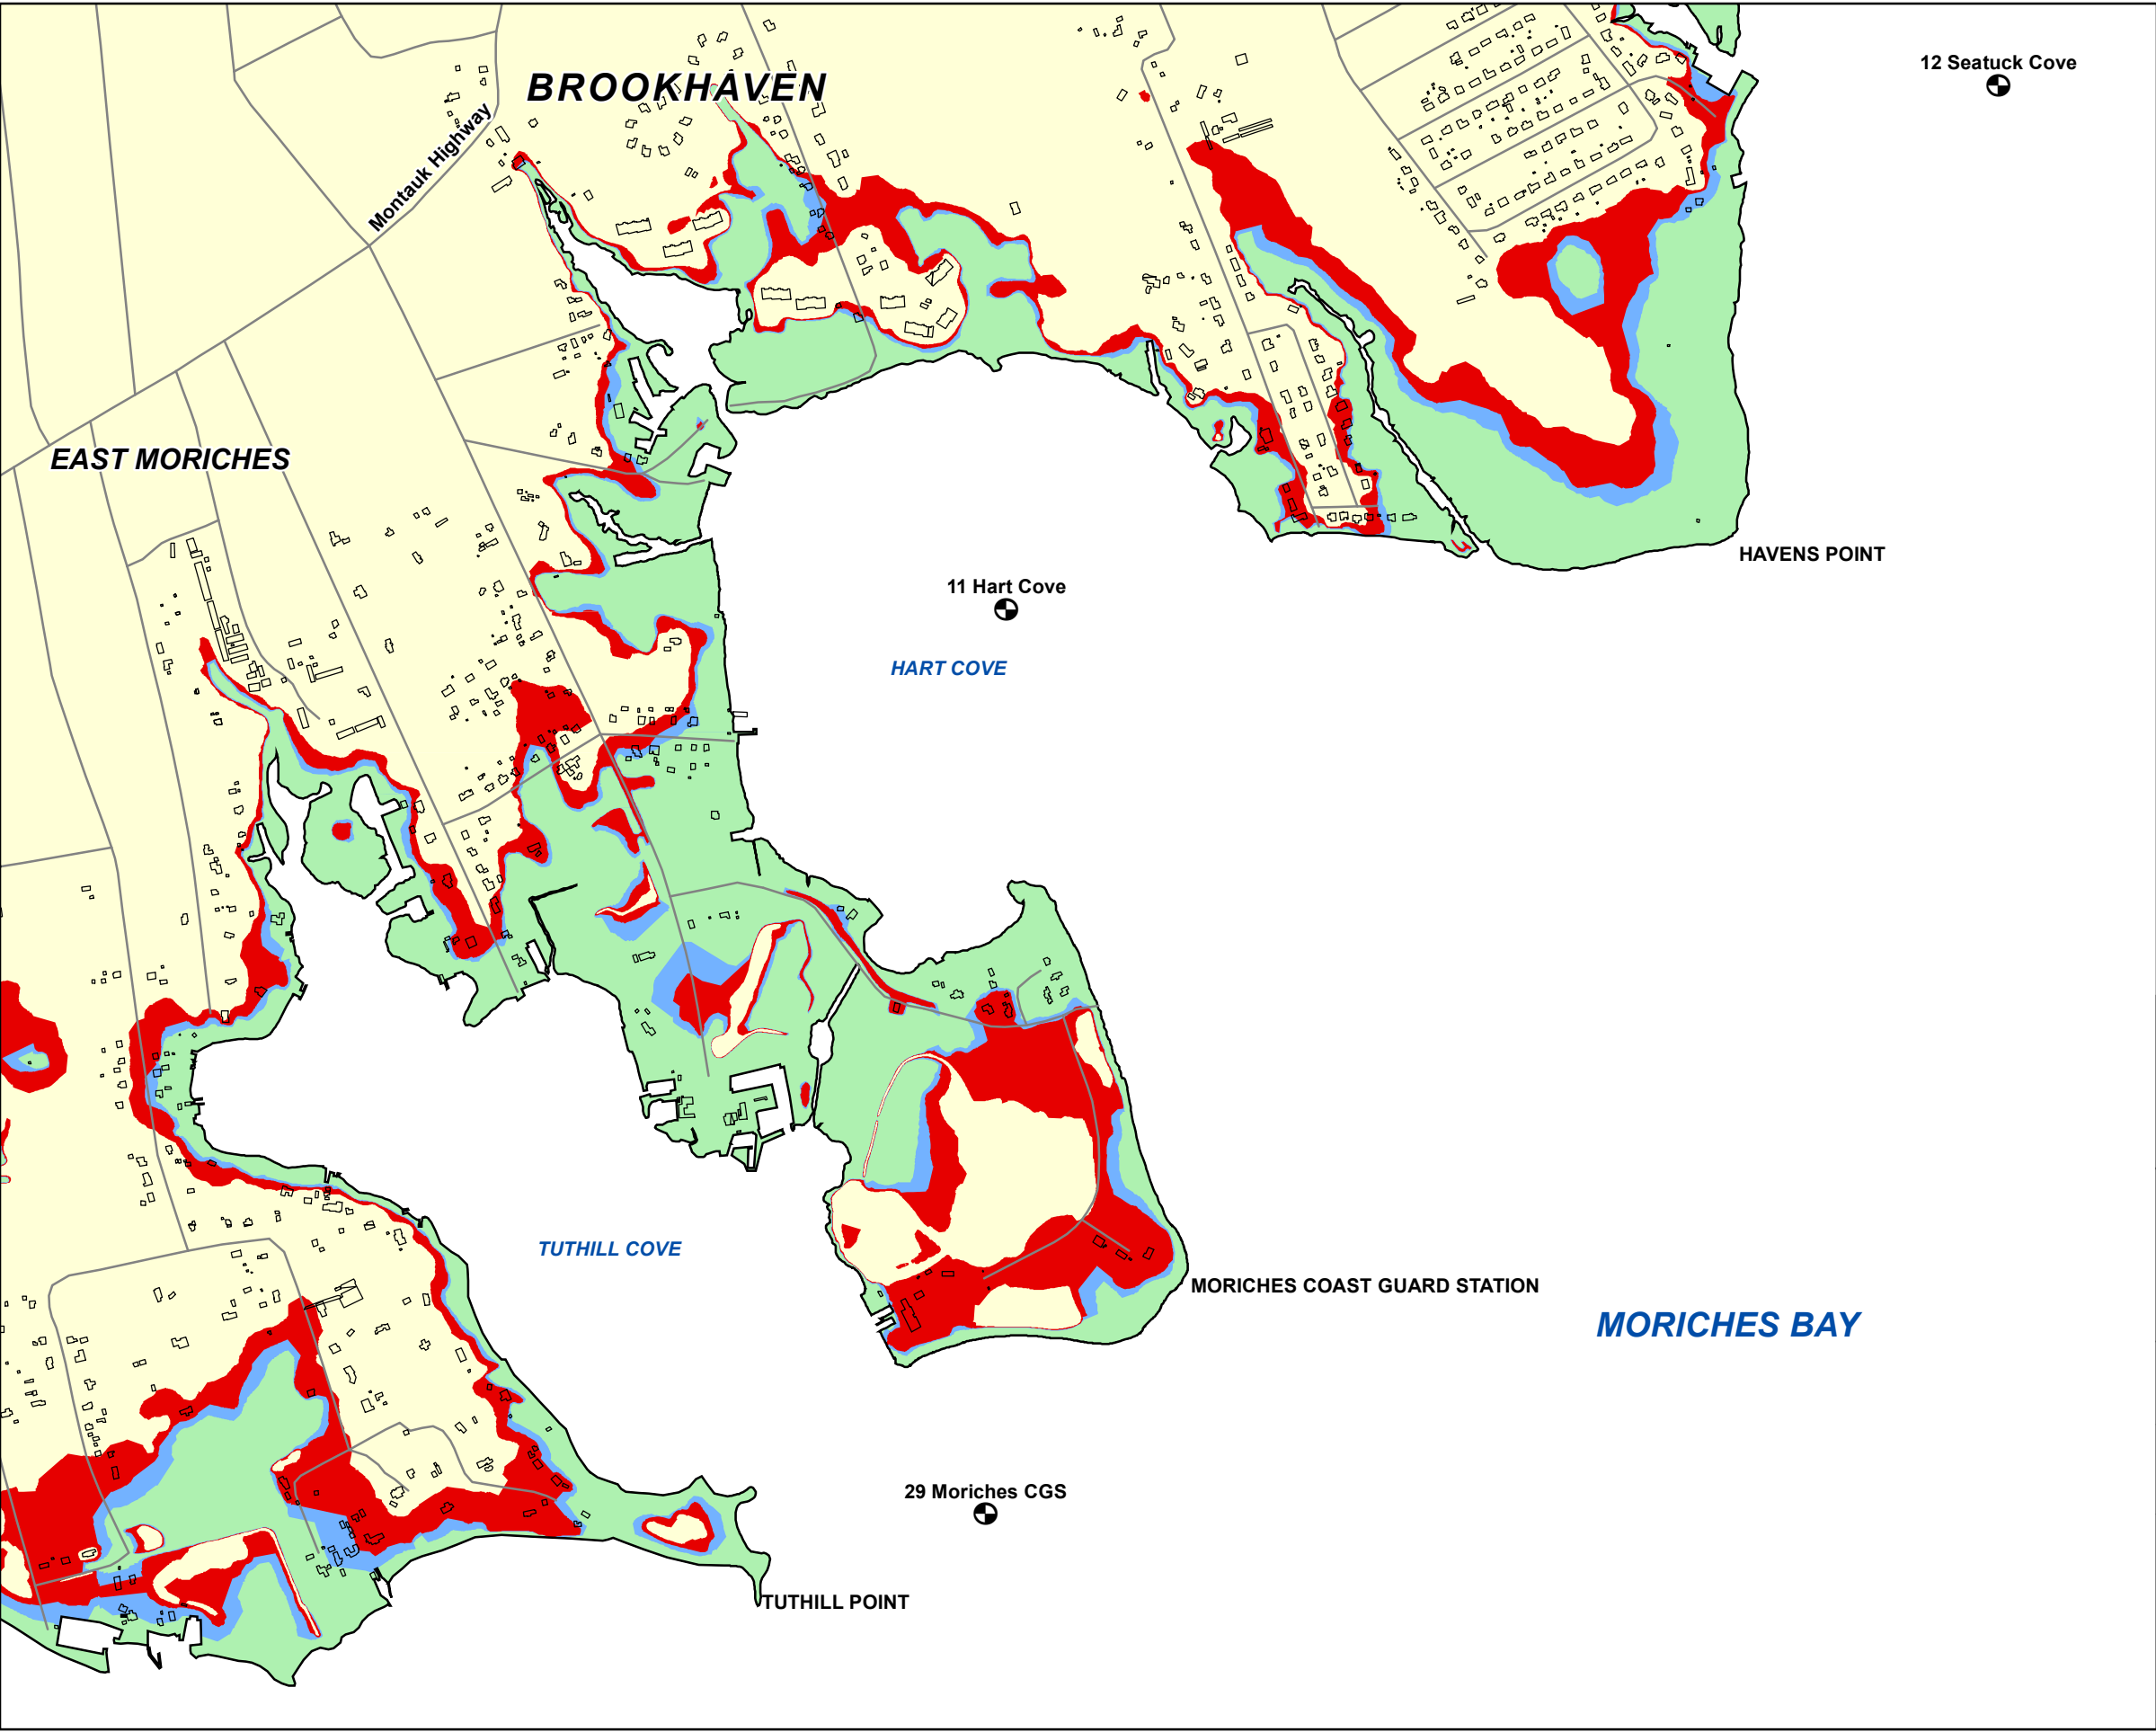 12 Seatuck Cove
BROOKHAVEN
Montauk Highway
EAST MORICHES
HAVENS POINT
11 Hart Cove
HART COVE
TUTHILL COVE
MORICHES COAST GUARD STATION
MORICHES BAY
29 Moriches CGS
TUTHILL POINT